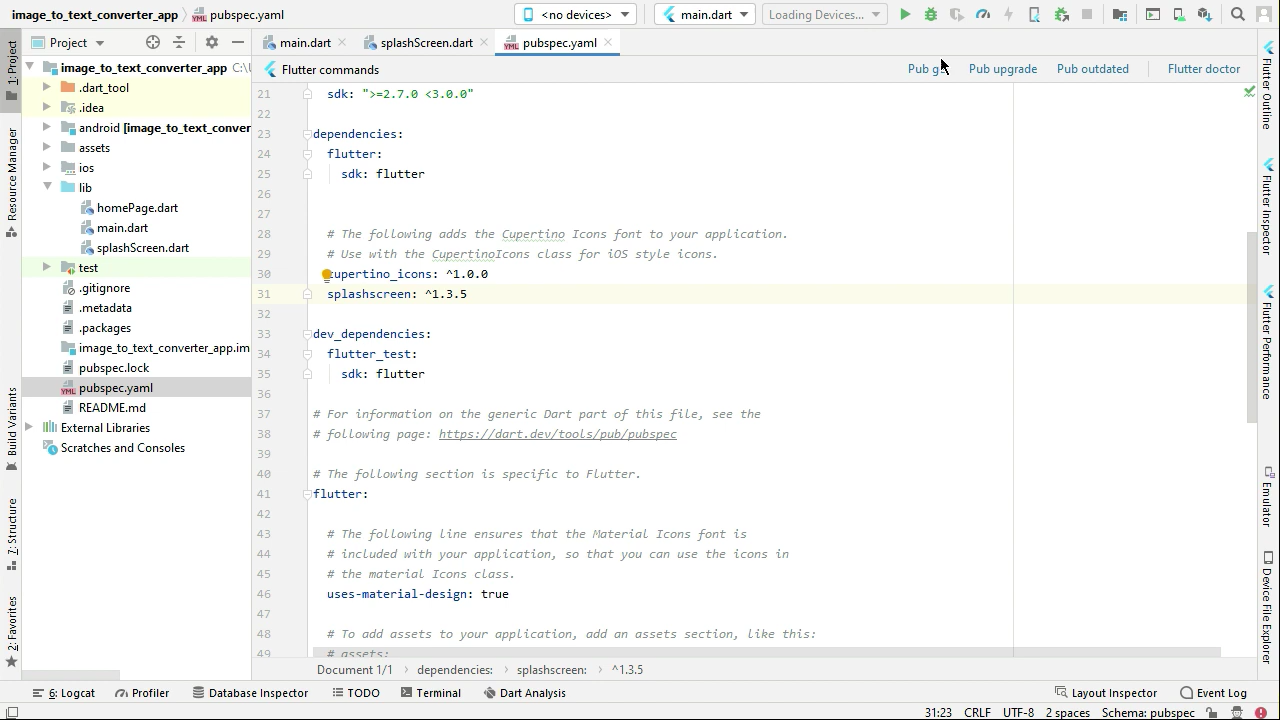 image_to_text_converter_app › pubspec.yaml
<no devices>
main.dart
Loading Devices...
1: Project
Resource Manager
Build Variants
7: Structure
2: Favorites
Project
image_to_text_converter_app
.dart_tool
.idea
android [image_to_text_conver
assets
ios
lib
homePage.dart
main.dart
splashScreen.dart
test
.gitignore
.metadata
.packages
image_to_text_converter_app.im
pubspec.lock
pubspec.yaml
README.md
External Libraries
Scratches and Consoles
main.dart
splashScreen.dart
pubspec.yaml
Flutter commands
Pub upgrade
Pub outdated
Flutter doctor
21 sdk: ">=2.7.0 <3.0.0"
22
23 dependencies:
24 flutter:
25 sdk: flutter
26
27
28 # The following adds the Cupertino Icons font to your application.
29 # Use with the CupertinoIcons class for iOS style icons.
30 cupertino_icons: ^1.0.0
31 splashscreen: ^1.3.5
32
33 dev_dependencies:
34 flutter_test:
35 sdk: flutter
36
37 # For information on the generic Dart part of this file, see the
38 # following page: https://dart.dev/tools/pub/pubspec
39
40 # The following section is specific to Flutter.
41 flutter:
42
43 # The following line ensures that the Material Icons font is
44 # included with your application, so that you can use the icons in
45 # the material Icons class.
46 uses-material-design: true
47
48 # To add assets to your application, add an assets section, like this:
49 # assets:
Document 1/1 › dependencies: › splashscreen: › ^1.3.5
Flutter Outline
Flutter Inspector
Flutter Performance
Emulator
Device File Explorer
6: Logcat
Profiler
Database Inspector
TODO
Terminal
Dart Analysis
Layout Inspector
Event Log
31:23 CRLF UTF-8 2 spaces Schema: pubspec